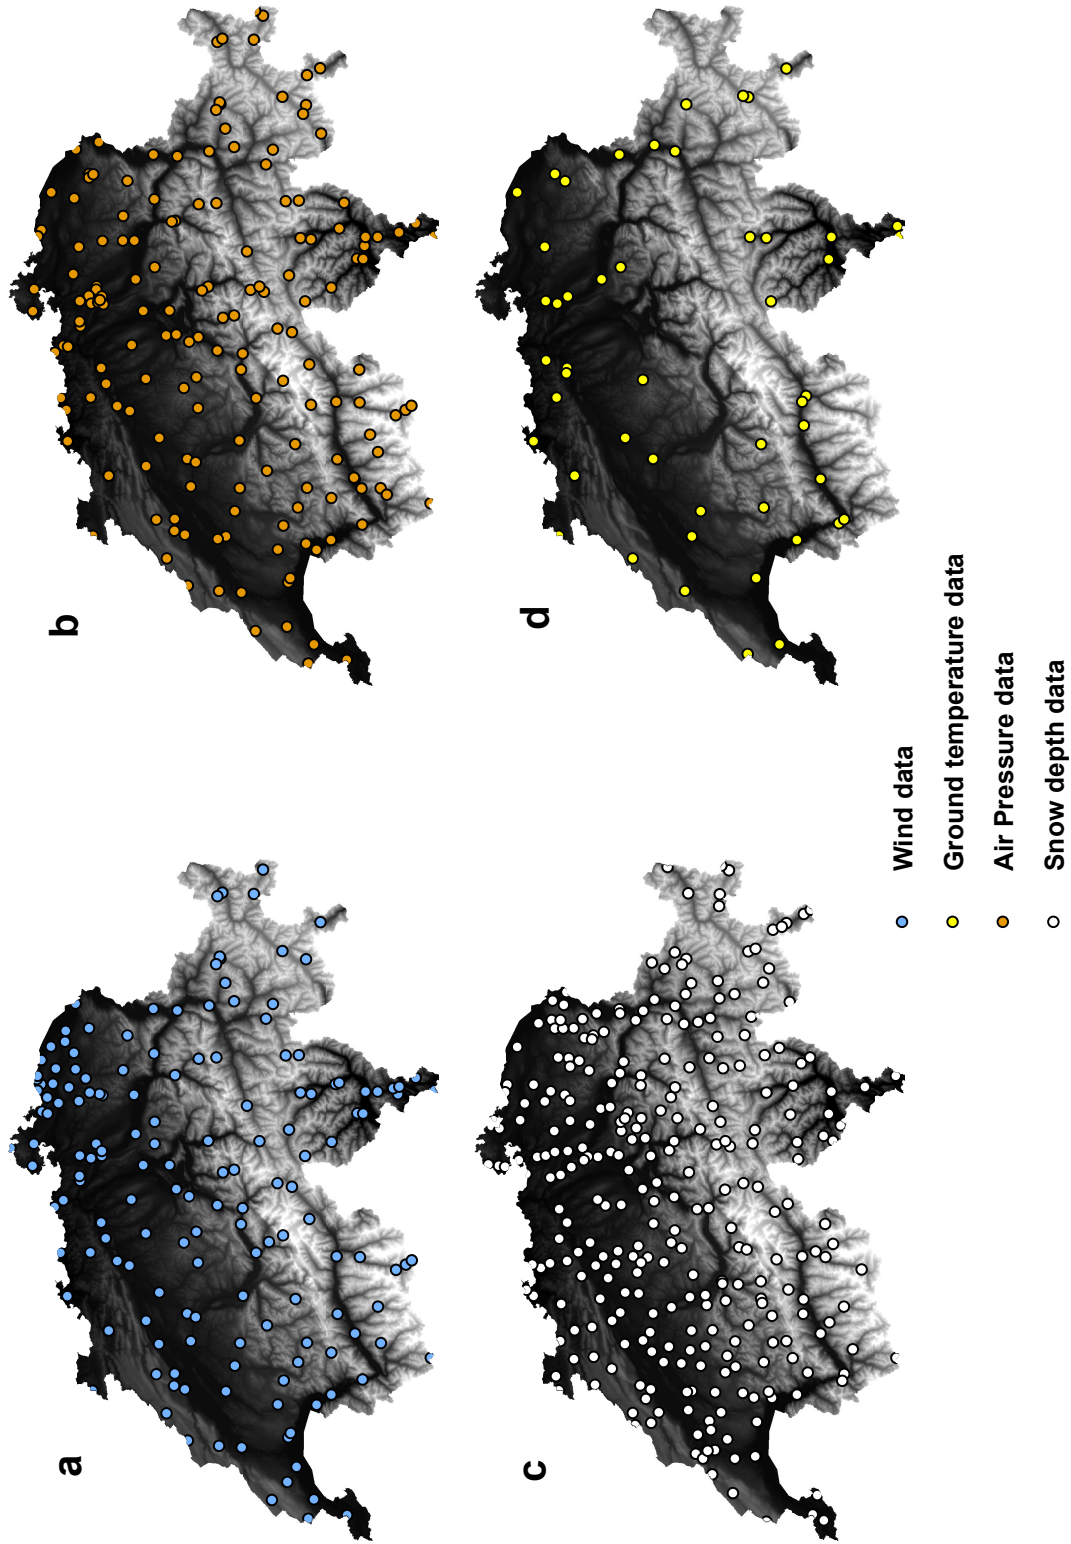 a
b
c
d
Wind data
Ground temperature data
Air Pressure data
Snow depth data